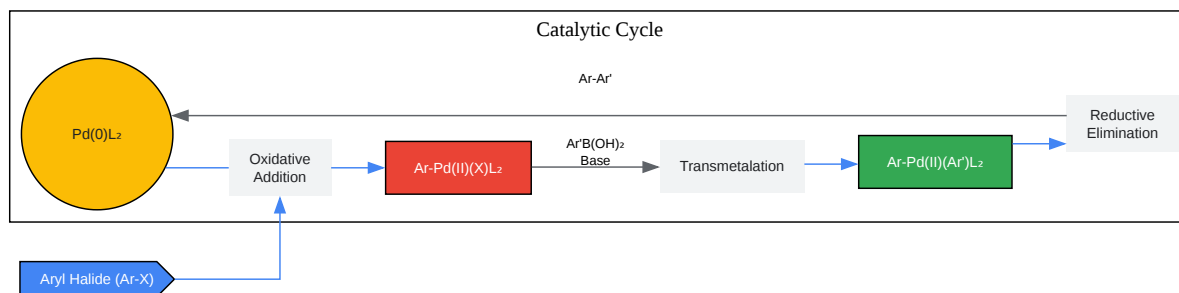 Catalytic Cycle
Ar-Ar'
Pd(0)L₂
Oxidative
Addition
Ar-Pd(II)(X)L₂
Ar'B(OH)₂
Base
Transmetalation
Ar-Pd(II)(Ar')L₂
Reductive
Elimination
Aryl Halide (Ar-X)